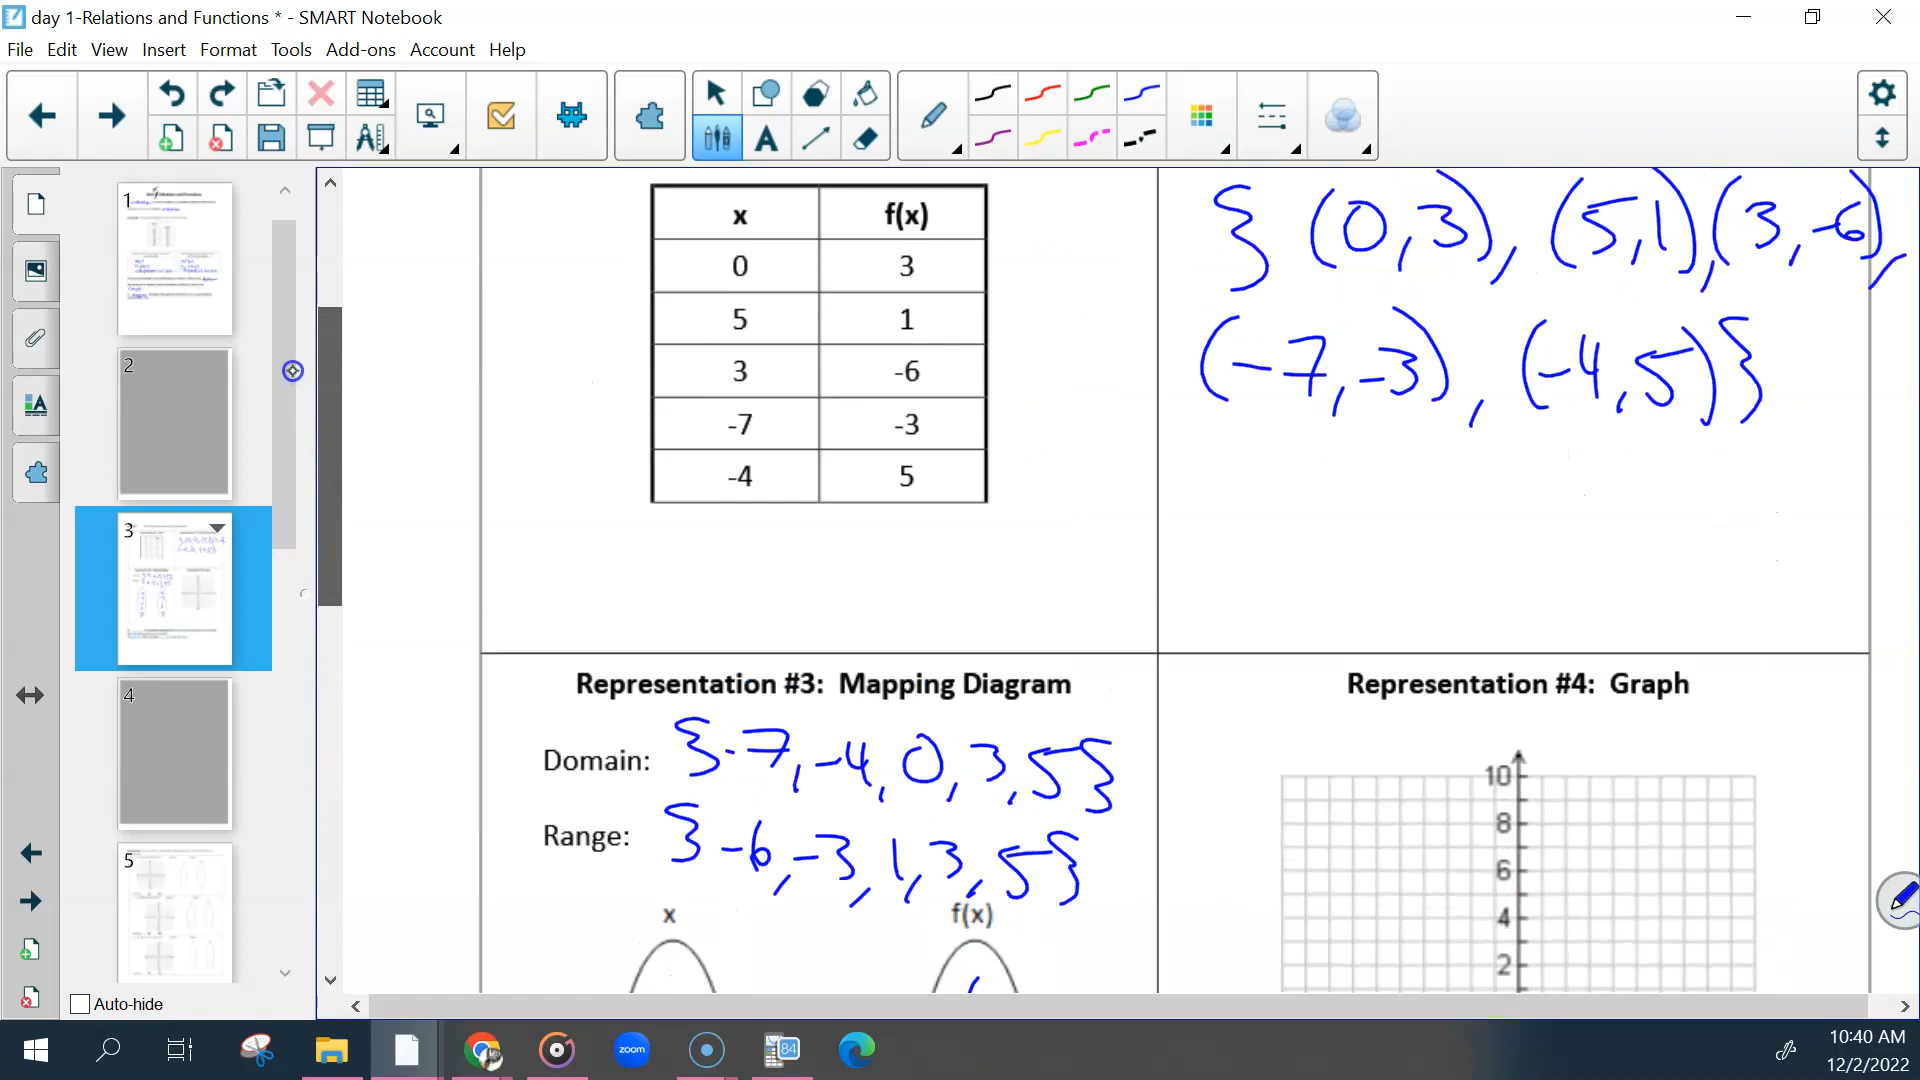 day 1-Relations and Functions * - SMART Notebook
File Edit View Insert Format Tools Add-ons Account Help
1
2
3
4
5
Auto-hide
x f(x)
0 3
5 1
3 -6
-7 -3
-4 5
{ (0,3), (5,1), (3,-6),
(-7,-3), (-4,5)}
Representation #3: Mapping Diagram
Domain: {-7, -4, 0, 3, 5}
Range: {-6, -3, 1, 3, 5}
x f(x)
Representation #4: Graph
10
8
6
4
2
zoom
84
10:40 AM
12/2/2022